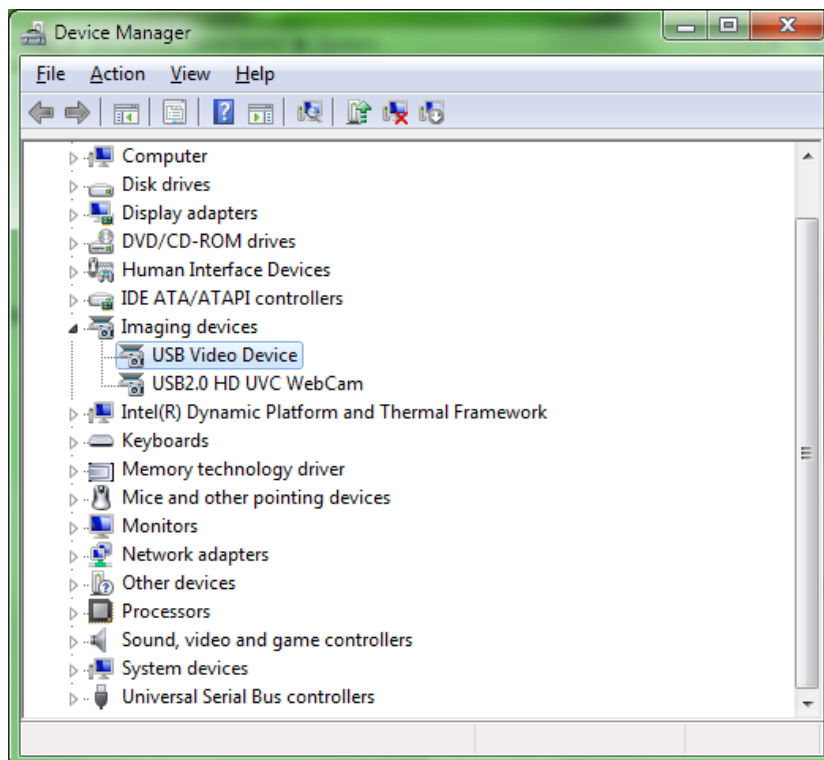 Device Manager
File Action View Help
Computer
Disk drives
Display adapters
DVD/CD-ROM drives
Human Interface Devices
IDE ATA/ATAPI controllers
Imaging devices
USB Video Device
USB2.0 HD UVC WebCam
Intel(R) Dynamic Platform and Thermal Framework
Keyboards
Memory technology driver
Mice and other pointing devices
Monitors
Network adapters
Other devices
Processors
Sound, video and game controllers
System devices
Universal Serial Bus controllers